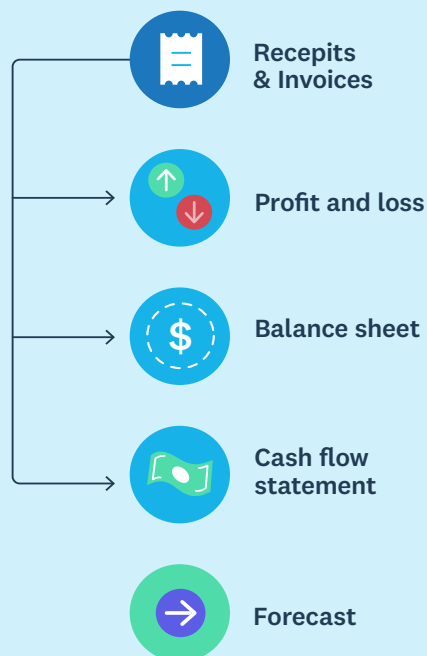 Recepits
& Invoices
Profit and loss
$
Balance sheet
Cash flow
statement
Forecast